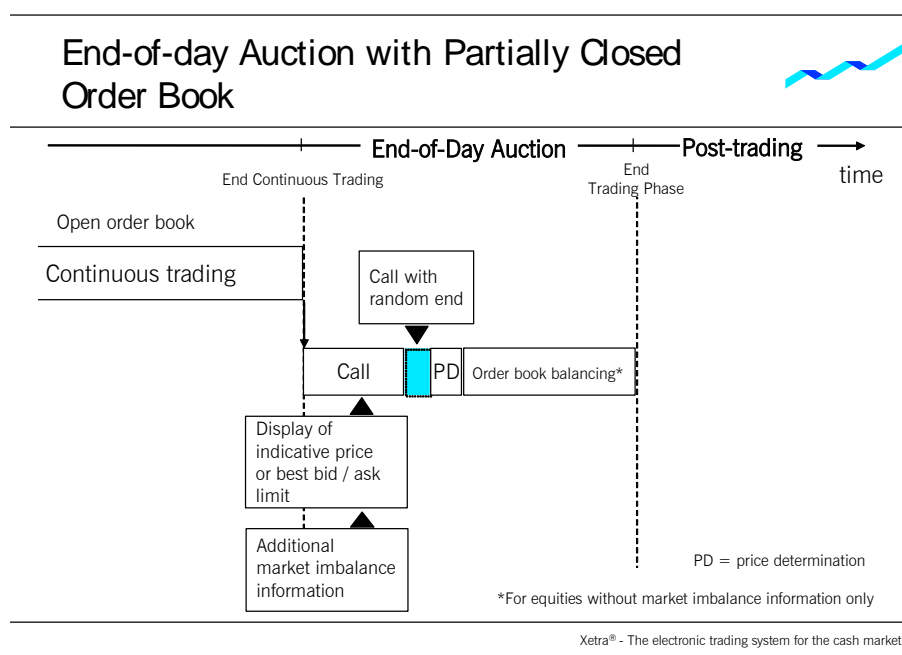 End-of-day Auction with Partially Closed
Order Book
End-of-Day Auction
Post-trading
time
End Continuous Trading
End
Trading Phase
Open order book
Continuous trading
Call with
random end
Call
PD
Order book balancing*
Display of
indicative price
or best bid / ask
limit
Additional
market imbalance
information
PD = price determination
*For equities without market imbalance information only
Xetra® - The electronic trading system for the cash market